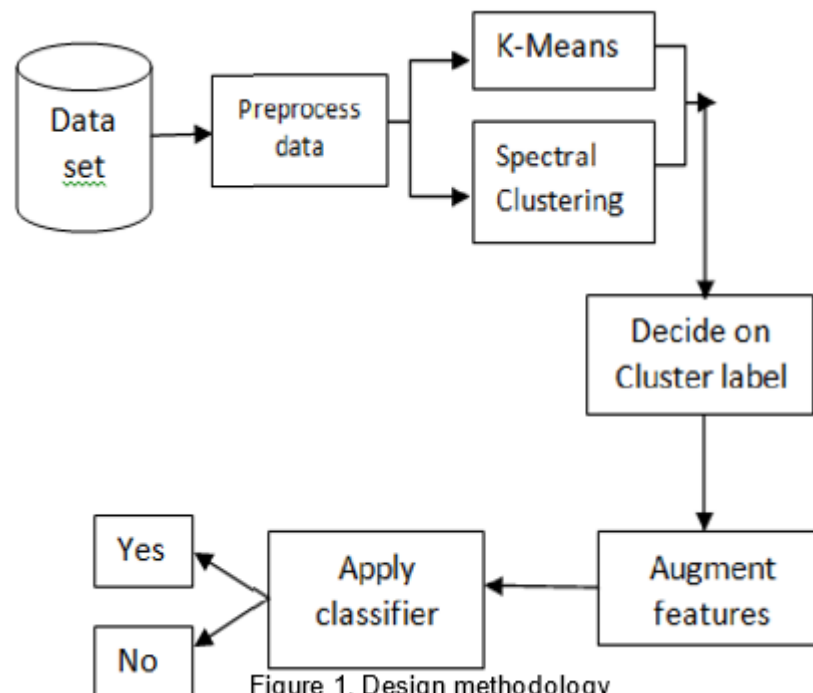 Data
set
Preprocess
data
K-Means
Spectral
Clustering
Decide on
Cluster label
Augment
features
Apply
classifier
Yes
No
Figure 1. Design methodology